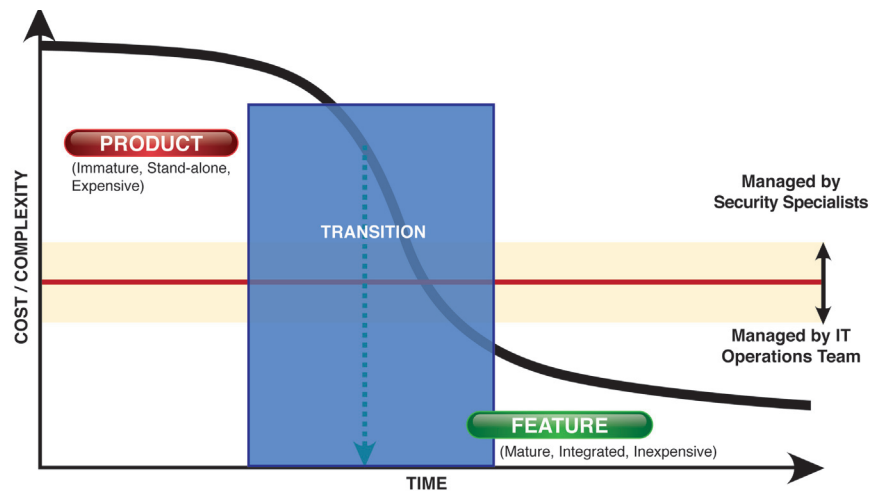 PRODUCT
(Immature, Stand-alone,
Expensive)
COST / COMPLEXITY
TRANSITION
Managed by
Security Specialists
Managed by IT
Operations Team
FEATURE
(Mature, Integrated, Inexpensive)
TIME